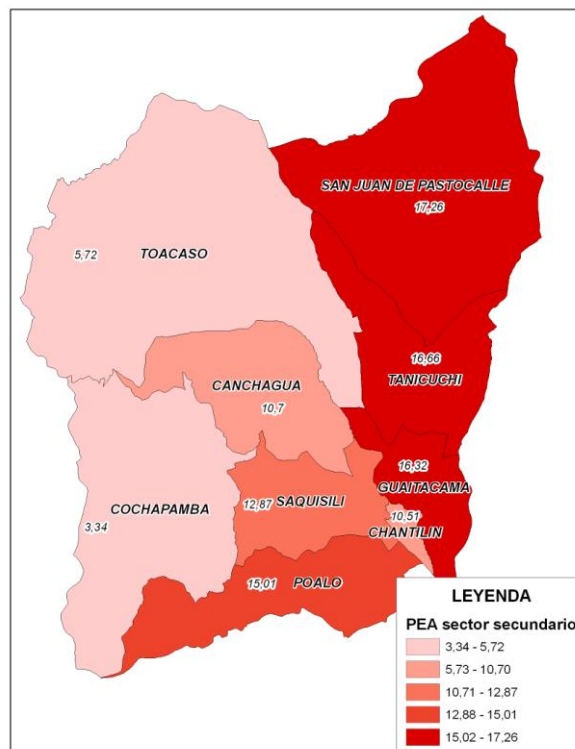 SAN JUAN DE PASTOCALLE
17,26
5,72
TOACASO
16,66
TANICUCHI
CANCHAGUA
10,7
16,32
GUAITACAMA
12,87
SAQUISILI
10,51
CHANTILIN
COCHAPAMBA
3,34
15,01
POALO
LEYENDA
PEA sector secundario
3,34 - 5,72
5,73 - 10,70
10,71 - 12,87
12,88 - 15,01
15,02 - 17,26